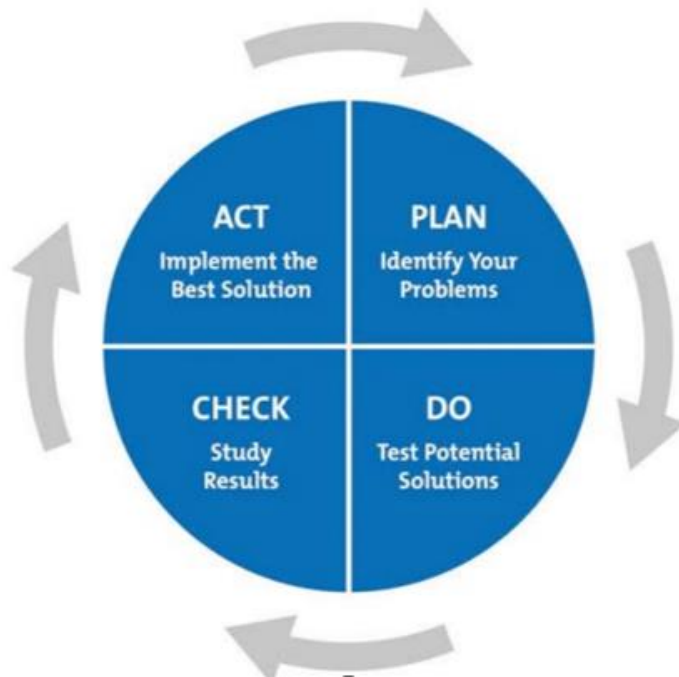 ACT
Implement the
Best Solution
PLAN
Identify Your
Problems
CHECK
Study
Results
DO
Test Potential
Solutions